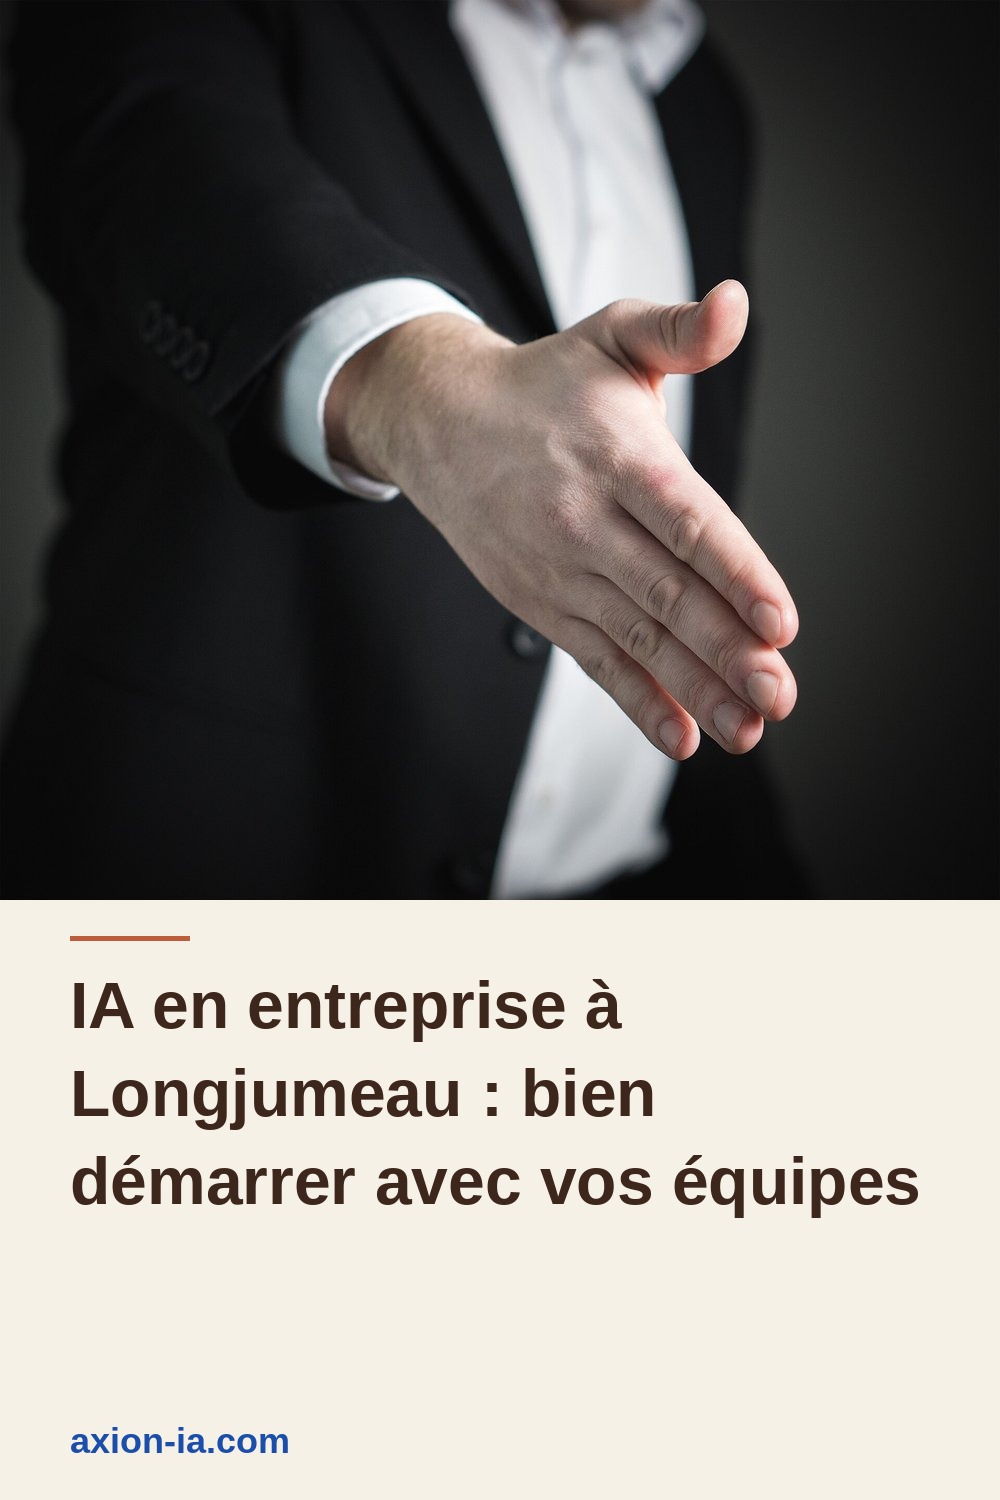 IA en entreprise à
Longjumeau : bien
démarrer avec vos équipes
axion-ia.com